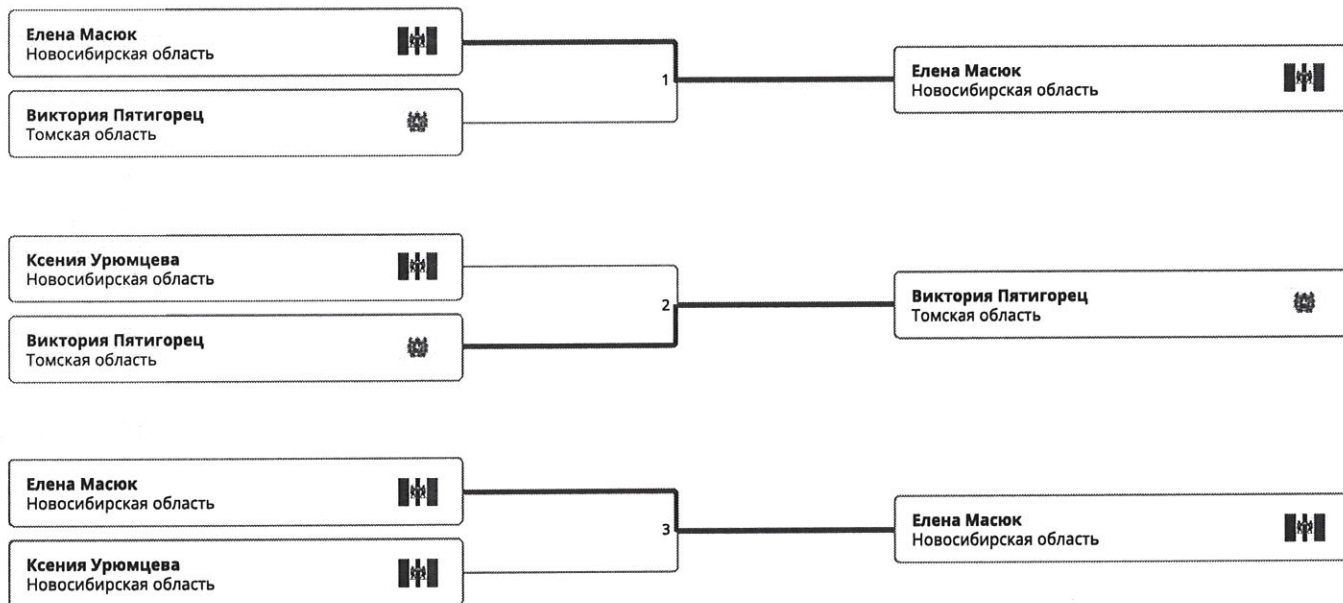 Елена Масюк
Новосибирская область
Виктория Пятигорец
Томская область
1
Елена Масюк
Новосибирская область
Ксения Урюмцева
Новосибирская область
Виктория Пятигорец
Томская область
2
Виктория Пятигорец
Томская область
Елена Масюк
Новосибирская область
Ксения Урюмцева
Новосибирская область
3
Елена Масюк
Новосибирская область